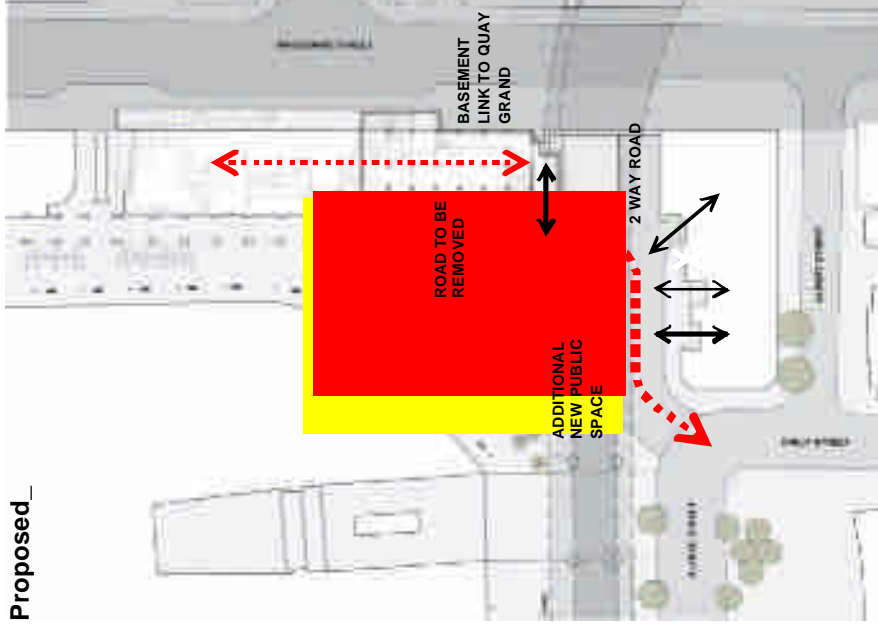 Proposed_
BASEMENT
LINK TO QUAY
GRAND
ROAD TO BE
REMOVED
2 WAY ROAD
ADDITIONAL
NEW PUBLIC
SPACE